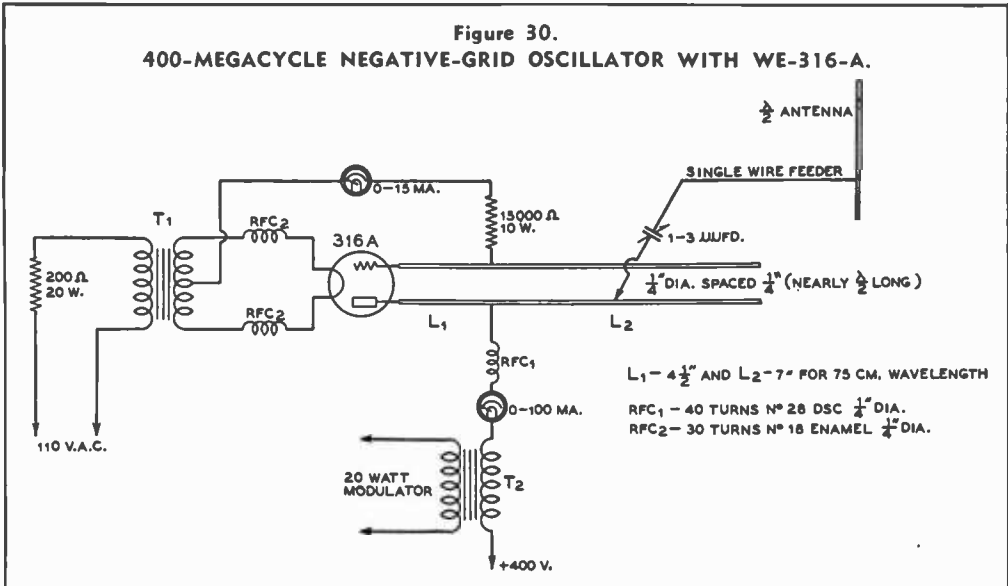 Figure 30.
400-MEGACYCLE NEGATIVE-GRID OSCILLATOR WITH WE-316-A.
λ/2 ANTENNA
SINGLE WIRE FEEDER
0-15 MA.
T1
RFC2
316A
15000 Ω
10 W.
1-3 µµFD.
200 Ω
20 W.
RFC2
1/4" DIA. SPACED 1/4" (NEARLY λ/2 LONG)
L1
L2
RFC1
L1 - 4 1/2" AND L2 - 7" FOR 75 CM. WAVELENGTH
0-100 MA.
RFC1 - 40 TURNS Nº 28 DSC 1/4" DIA.
RFC2 - 30 TURNS Nº 18 ENAMEL 1/4" DIA.
110 V.A.C.
20 WATT
MODULATOR
T2
+400 V.